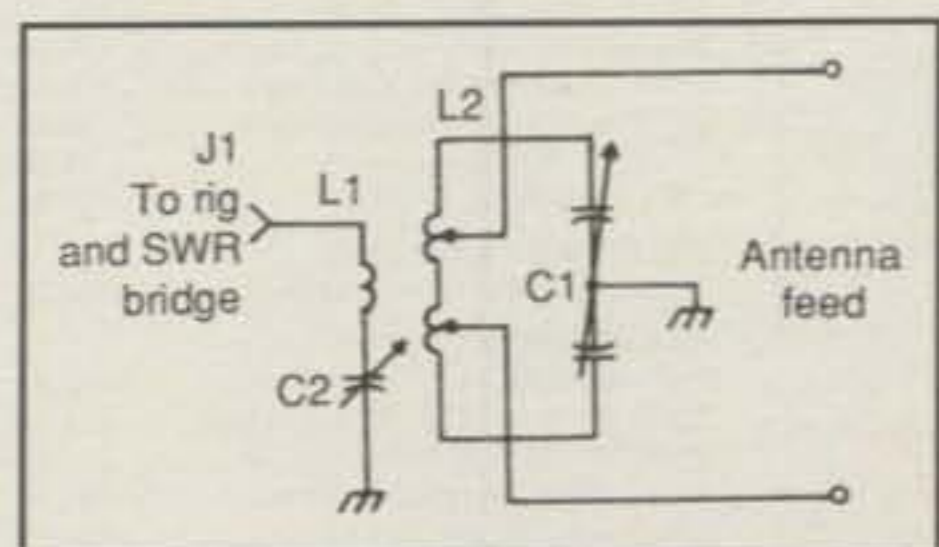 J1
To rig
and SWR
bridge
L1
L2
C2
C1
Antenna
feed